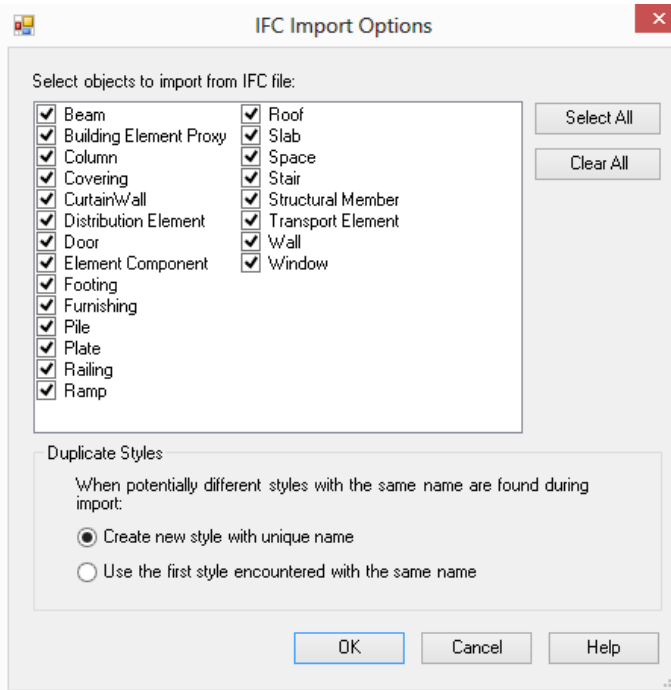 IFC Import Options
Select objects to import from IFC file:
Beam
Building Element Proxy
Column
Covering
CurtainWall
Distribution Element
Door
Element Component
Footing
Furnishing
Pile
Plate
Railing
Ramp
Roof
Slab
Space
Stair
Structural Member
Transport Element
Wall
Window
Select All
Clear All
Duplicate Styles
When potentially different styles with the same name are found during
import:
Create new style with unique name
Use the first style encountered with the same name
OK
Cancel
Help